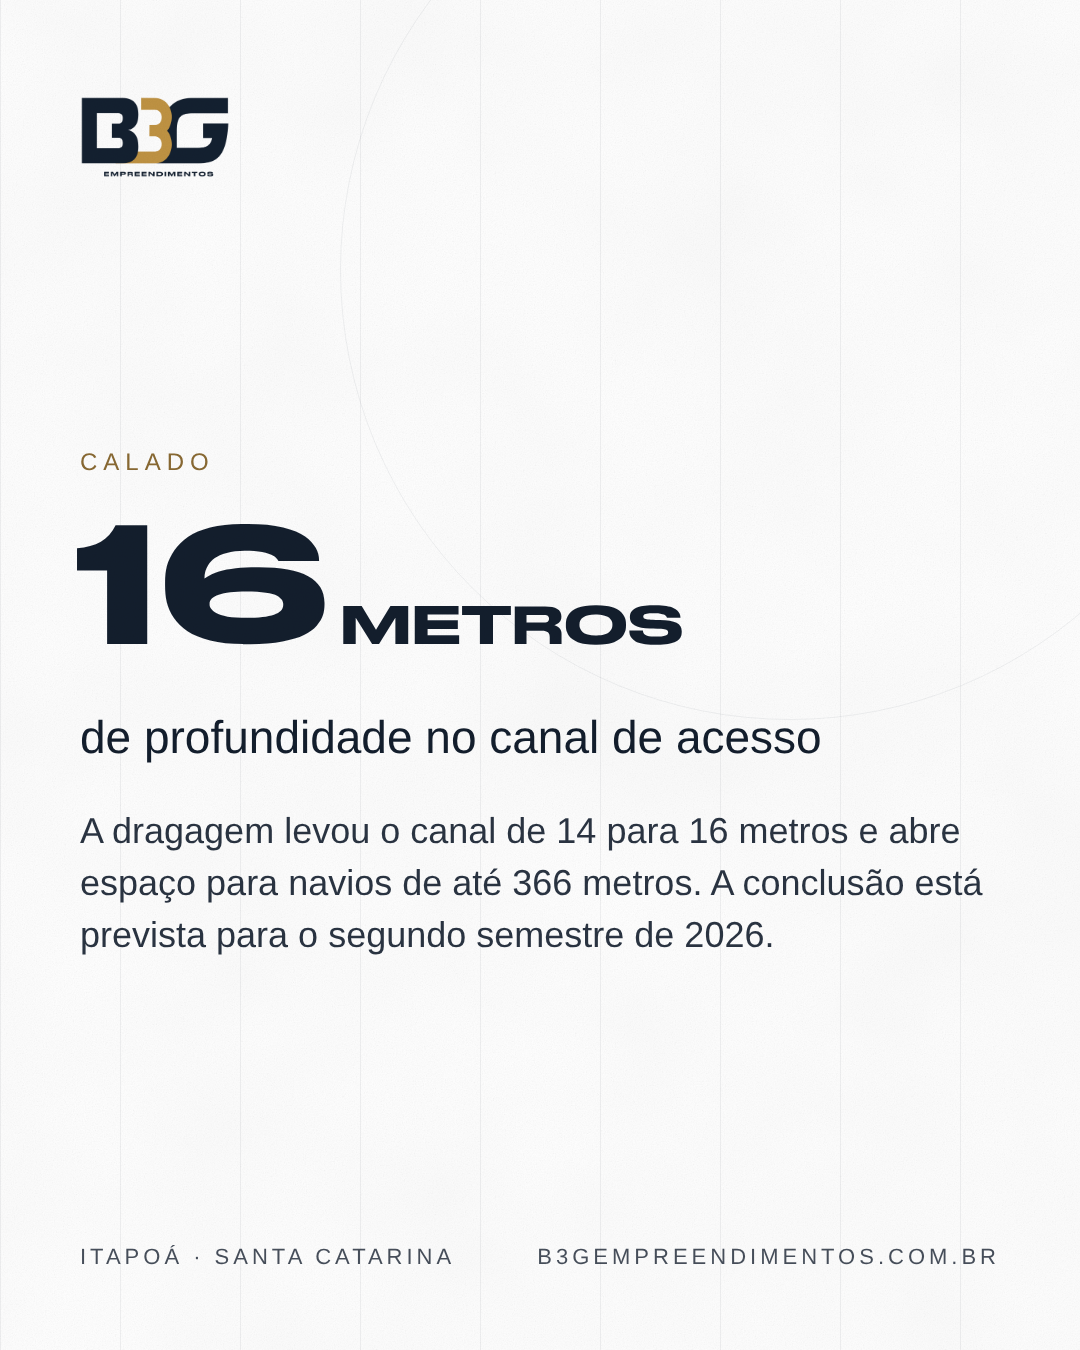 B3G
EMPREENDIMENTOS
CALADO
16 METROS
de profundidade no canal de acesso
A dragagem levou o canal de 14 para 16 metros e abre
espaço para navios de até 366 metros. A conclusão está
prevista para o segundo semestre de 2026.
ITAPOÁ · SANTA CATARINA B3GEMPREENDIMENTOS.COM.BR